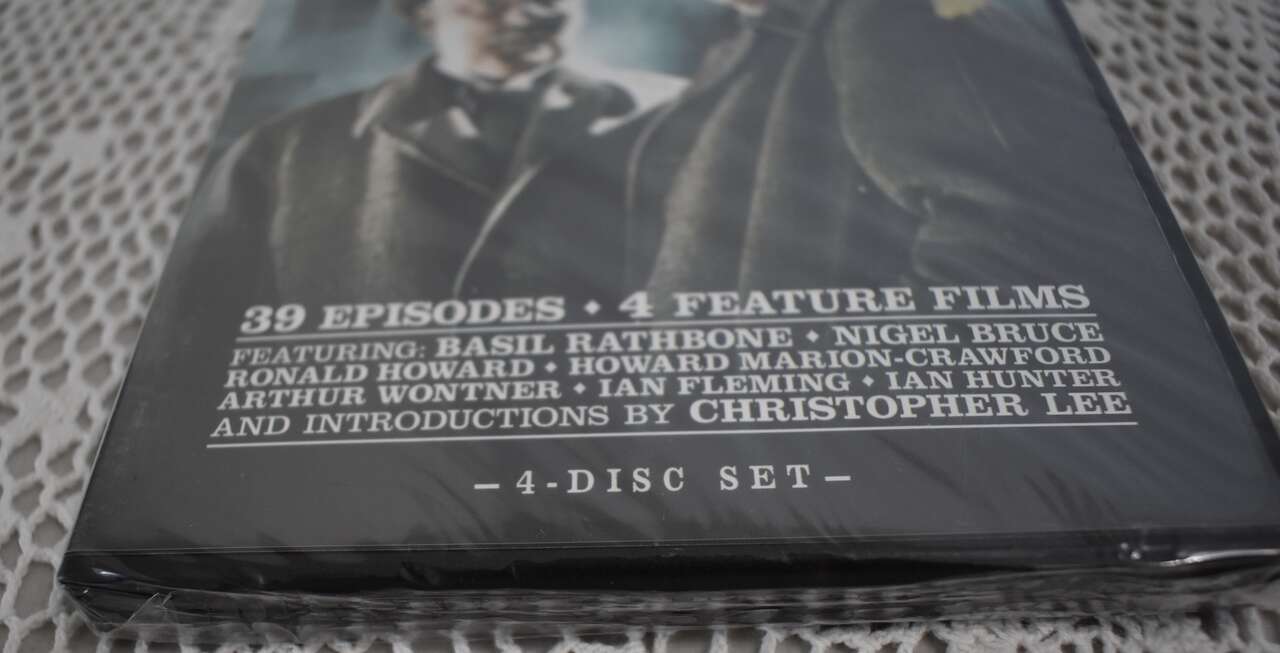 39 EPISODES • 4 FEATURE FILMS
FEATURING: BASIL RATHBONE • NIGEL BRUCE
RONALD HOWARD • HOWARD MARION-CRAWFORD
ARTHUR WONTNER • IAN FLEMING • IAN HUNTER
AND INTRODUCTIONS BY CHRISTOPHER LEE
–4-DISC SET–